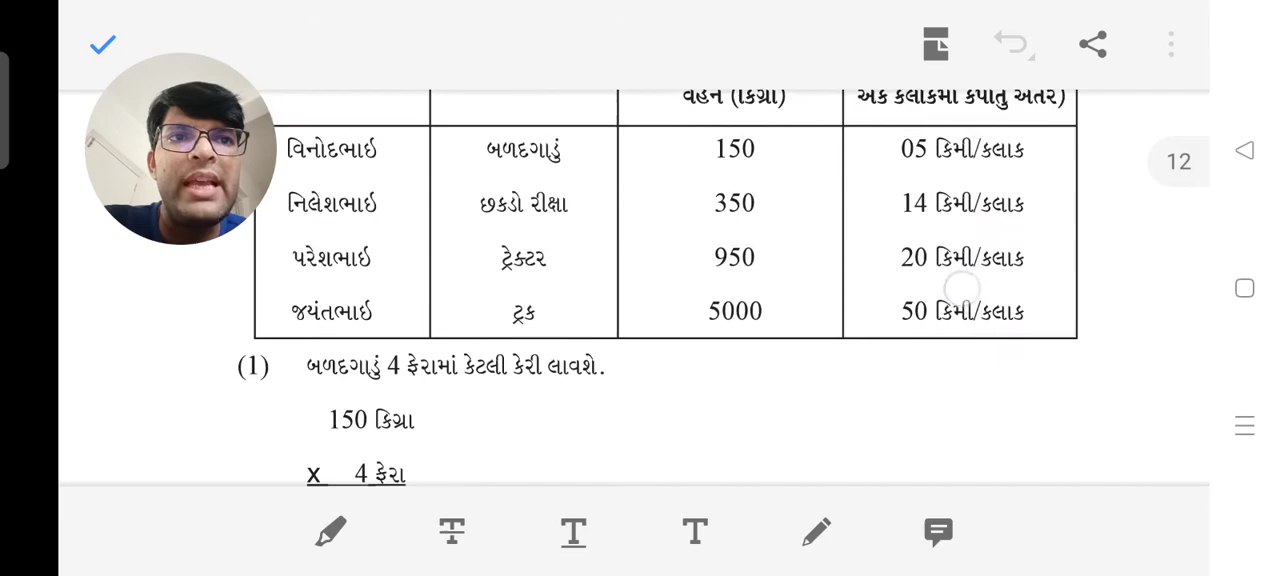 વહન (કિગ્રા) એક કલાકમાં કપાતુ અંતર)
વિનોદભાઇ બળદગાડું 150 05 કિમી/કલાક
નિલેશભાઇ છકડો રીક્ષા 350 14 કિમી/કલાક
પરેશભાઇ ટ્રેક્ટર 950 20 કિમી/કલાક
જયંતભાઇ ટ્રક 5000 50 કિમી/કલાક
12
(1) બળદગાડું 4 ફેરામાં કેટલી કેરી લાવશે.
150 કિગ્રા
X 4 ફેરા